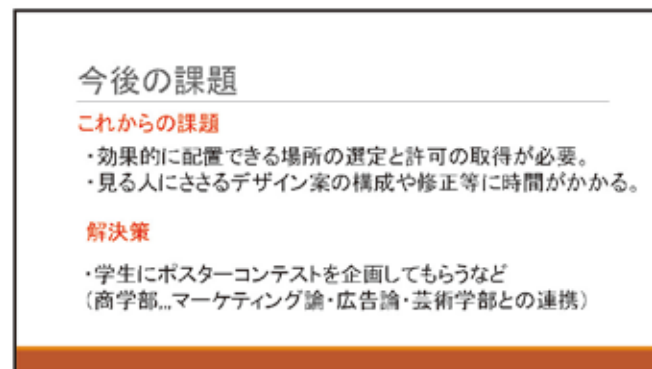 今後の課題
これからの課題
・効果的に配置できる場所の選定と許可の取得が必要。
・見る人にささるデザイン案の構成や修正等に時間がかかる。
解決策
・学生にポスターコンテストを企画してもらうなど
(商学部…マーケティング論・広告論・芸術学部との連携)